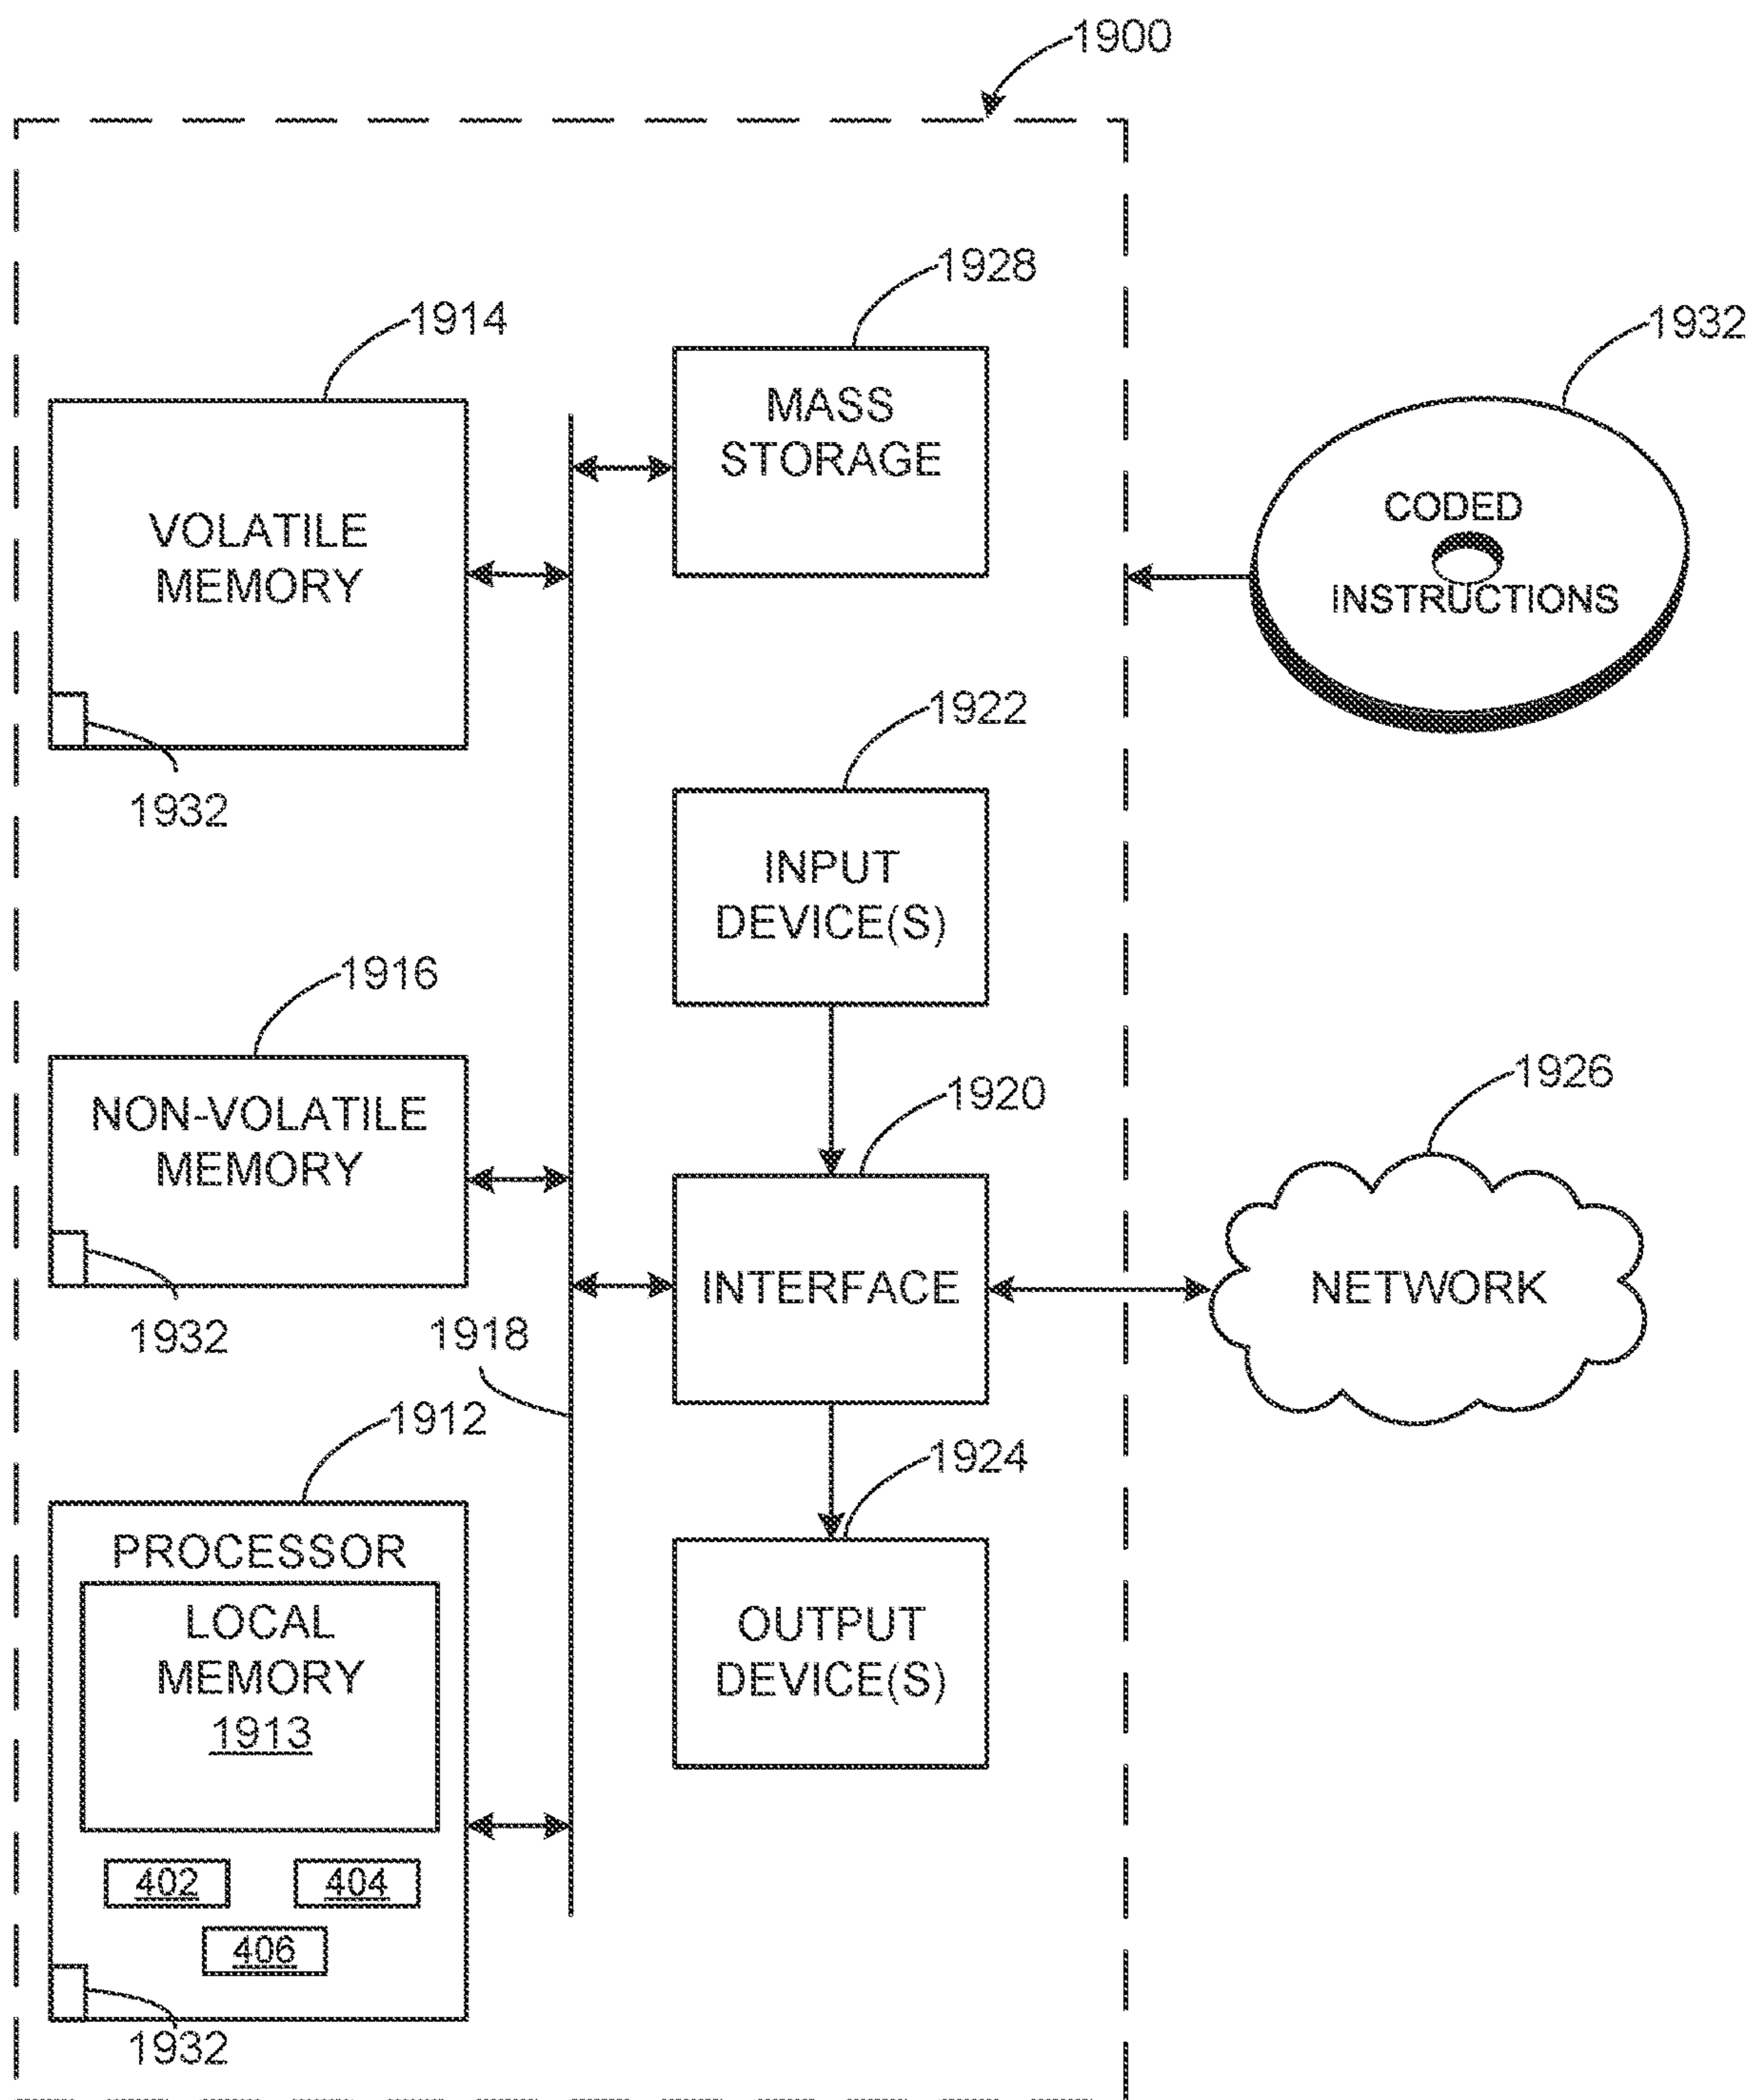 1900
1928
1914
1932
MASS
STORAGE
VOLATILE
MEMORY
CODED
INSTRUCTIONS
1932
1922
INPUT
DEVICE(S)
1916
NON-VOLATILE
MEMORY
1932
1920
1926
INTERFACE
NETWORK
1918
1912
1924
PROCESSOR
LOCAL
MEMORY
1913
OUTPUT
DEVICE(S)
402
404
406
1932